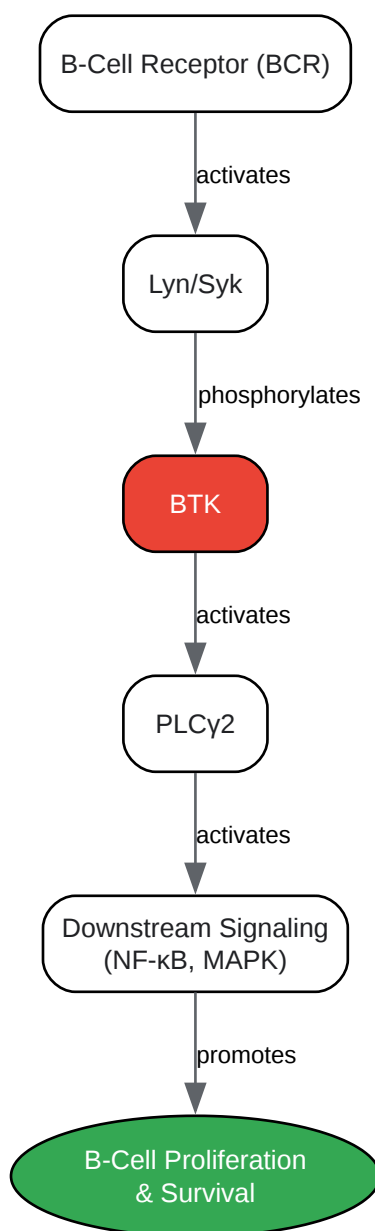 B-Cell Receptor (BCR)
activates
Lyn/Syk
phosphorylates
BTK
activates
PLCγ2
activates
Downstream Signaling
(NF-κB, MAPK)
promotes
B-Cell Proliferation
& Survival